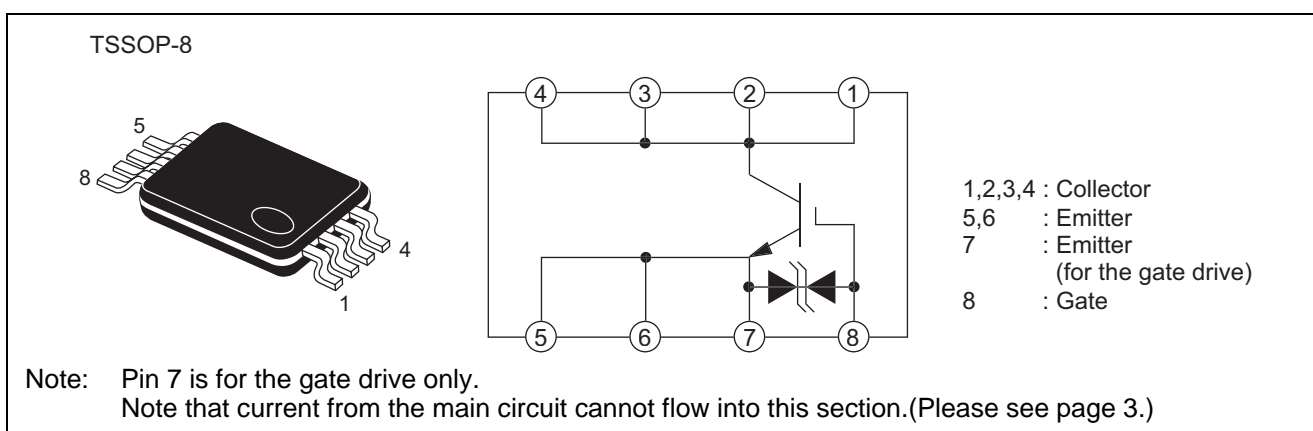 TSSOP-8
5
8
4
1
4 3 2 1
5 6 7 8
1,2,3,4 : Collector
5,6 : Emitter
7 : Emitter
(for the gate drive)
8 : Gate
Note: Pin 7 is for the gate drive only.
Note that current from the main circuit cannot flow into this section.(Please see page 3.)